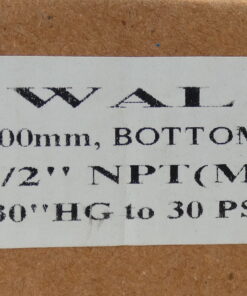 WAL
00mm, BOTTOM
/2" NPT(M
30"HG to 30 PS